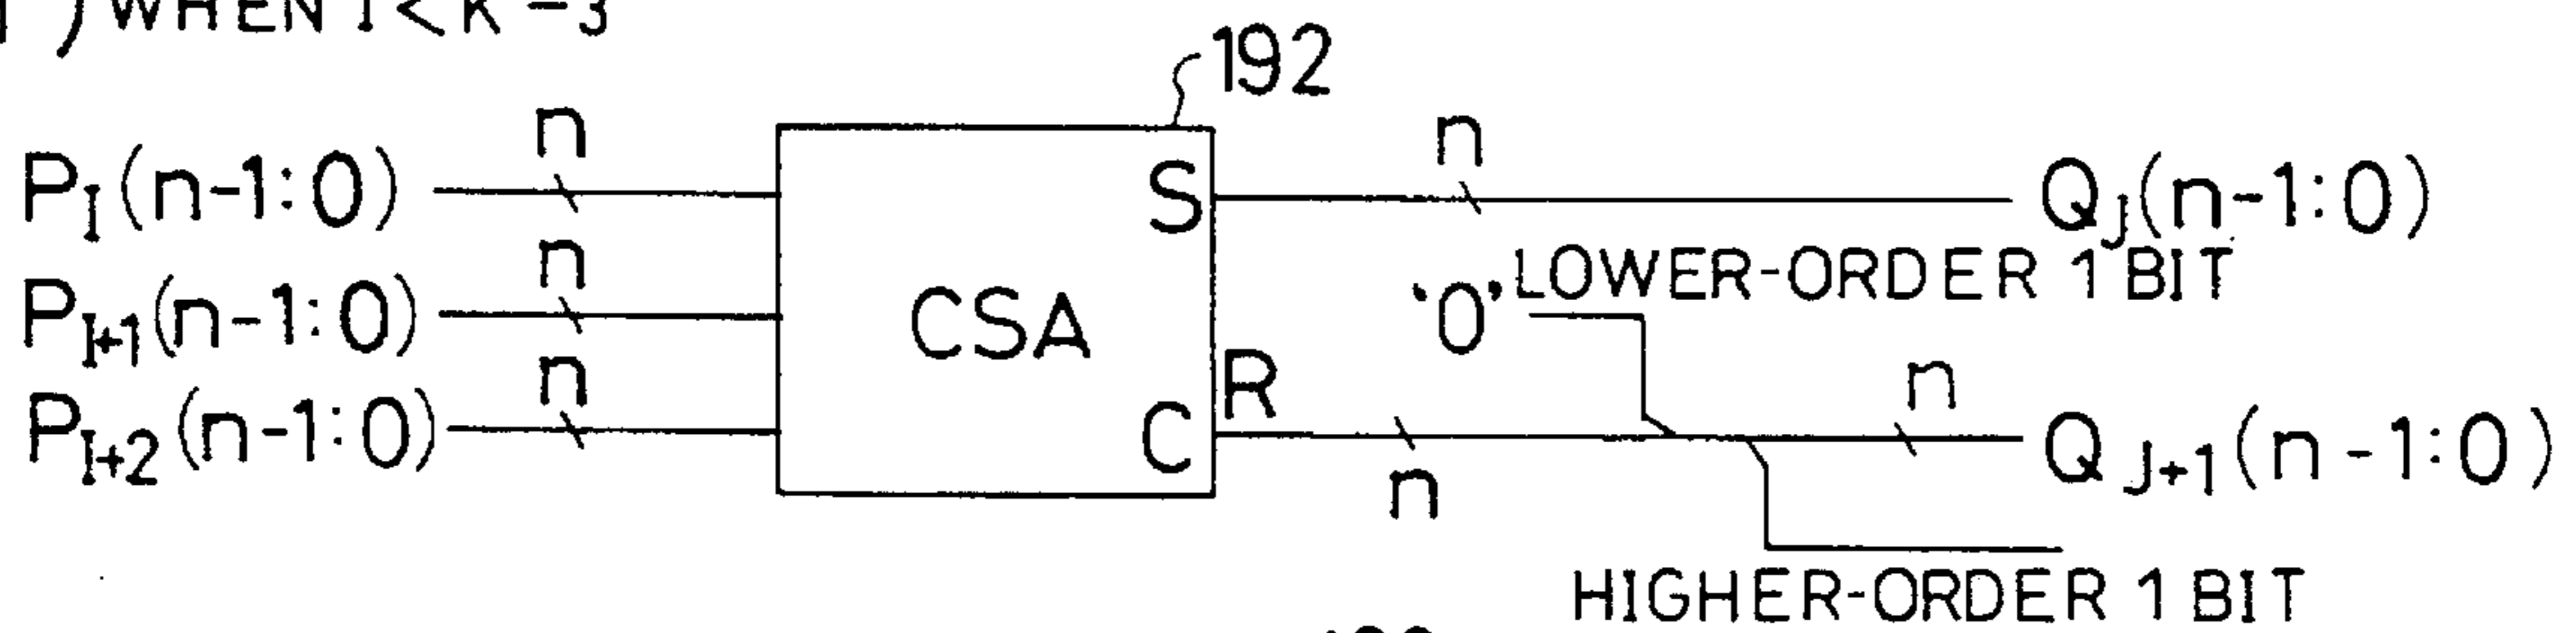 ) WHEN I < K - 3
192
n
n
P_I (n-1:0)
S
Q_J (n-1:0)
n
'0' LOWER-ORDER 1 BIT
P_I+1 (n-1:0)
CSA
n
R
n
P_I+2 (n-1:0)
C
Q_J+1 (n-1:0)
n
HIGHER-ORDER 1 BIT